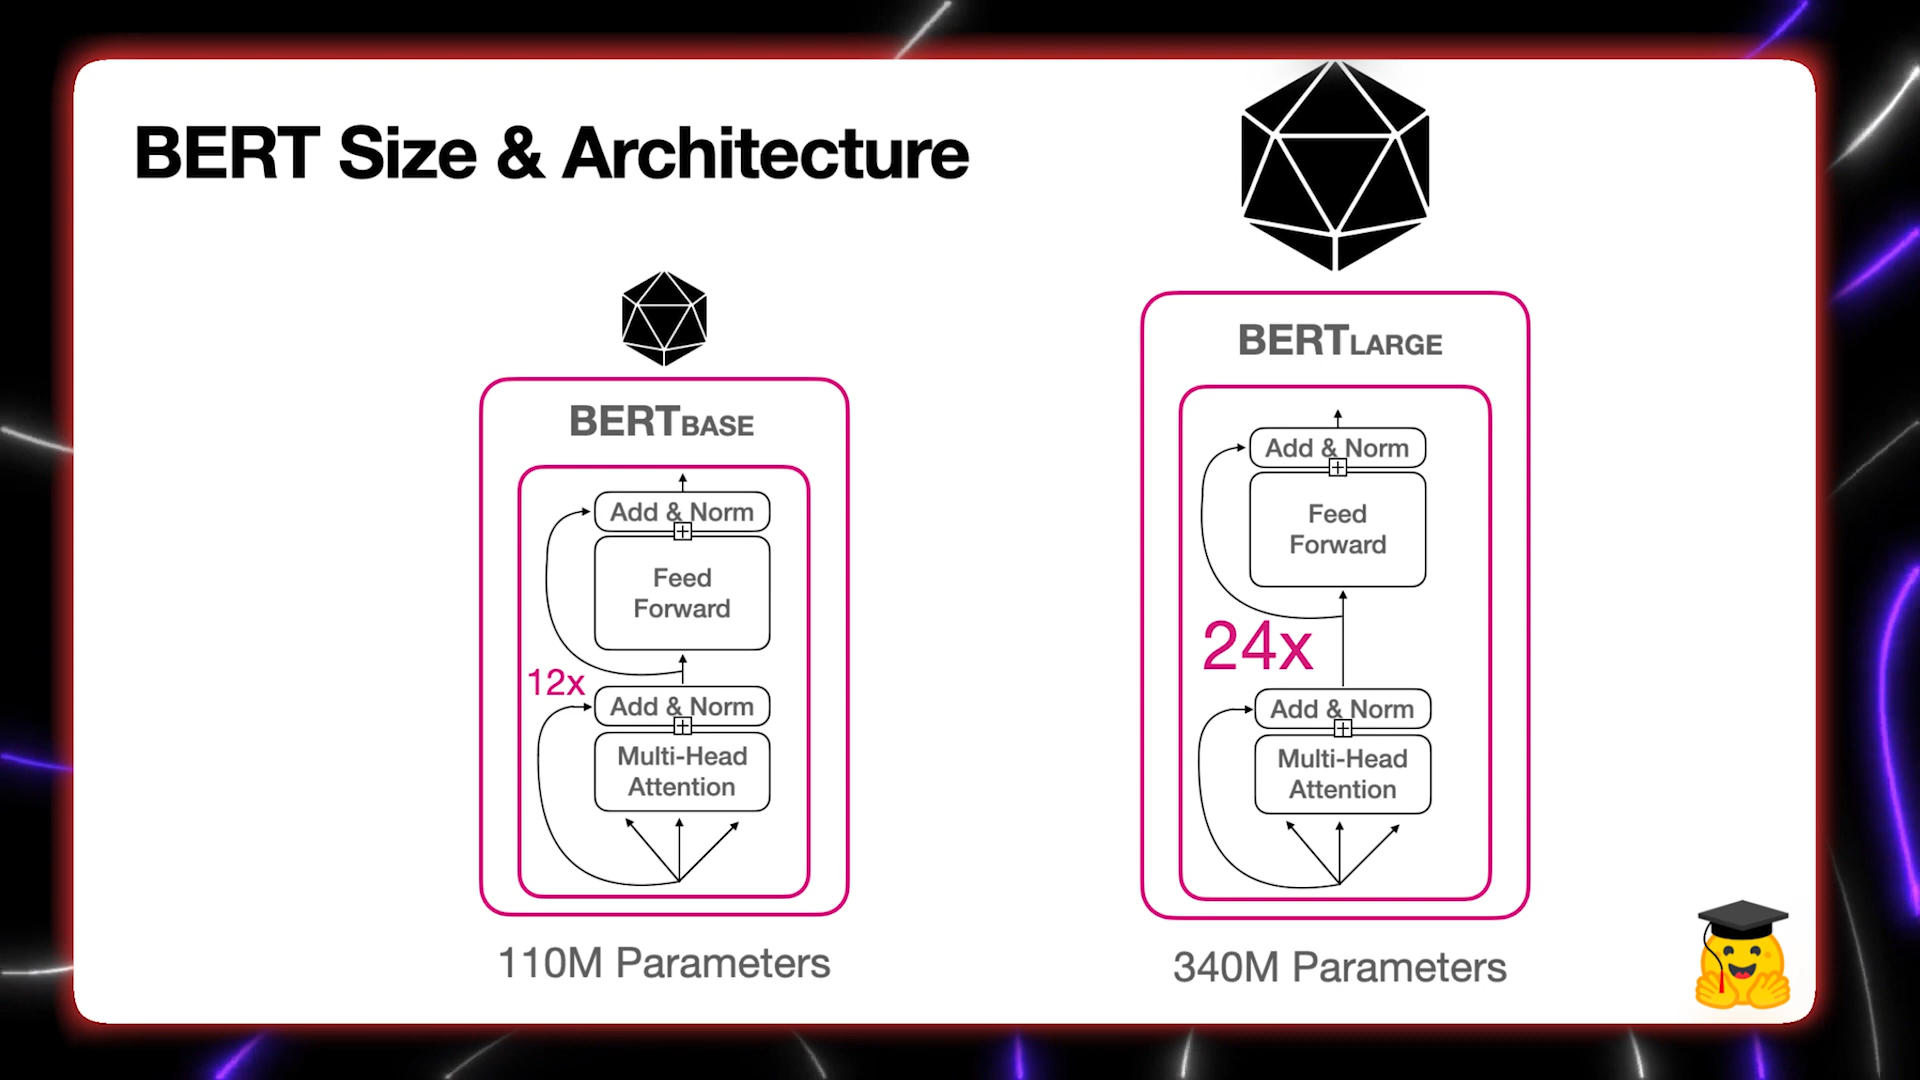 BERT Size & Architecture
BERTBASE
Add & Norm
Feed
Forward
12x
Add & Norm
Multi-Head
Attention
110M Parameters
BERTLARGE
Add & Norm
Feed
Forward
24x
Add & Norm
Multi-Head
Attention
340M Parameters